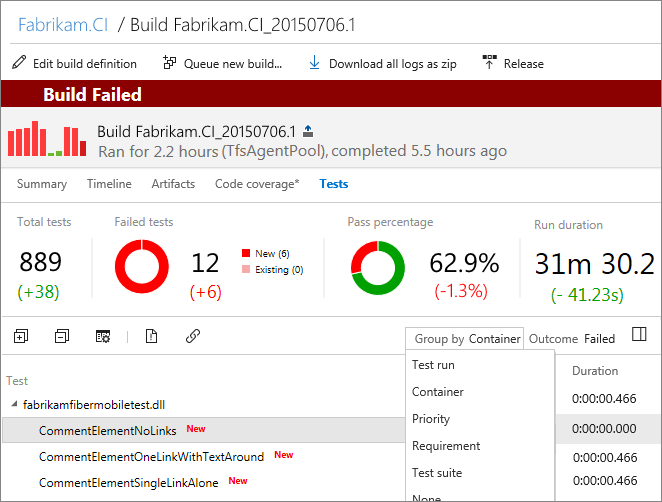 Fabrikam.CI / Build Fabrikam.CI_20150706.1
Edit build definition Queue new build... Download all logs as zip Release
Build Failed
Build Fabrikam.CI_20150706.1
Ran for 2.2 hours (TfsAgentPool), completed 5.5 hours ago
Summary Timeline Artifacts Code coverage* Tests
Total tests
889
(+38)
Failed tests
12
(+6)
New (6)
Existing (0)
Pass percentage
62.9%
(-1.3%)
Run duration
31m 30.2
(- 41.23s)
Group by Container Outcome Failed
Test run
Container
Priority
Requirement
Test suite
None
Test Duration
fabrikamfibermobiletest.dll 0:00:00.466
CommentElementNoLinks New 0:00:00.000
CommentElementOneLinkWithTextAround New 0:00:00.466
CommentElementSingleLinkAlone New 0:00:00.466